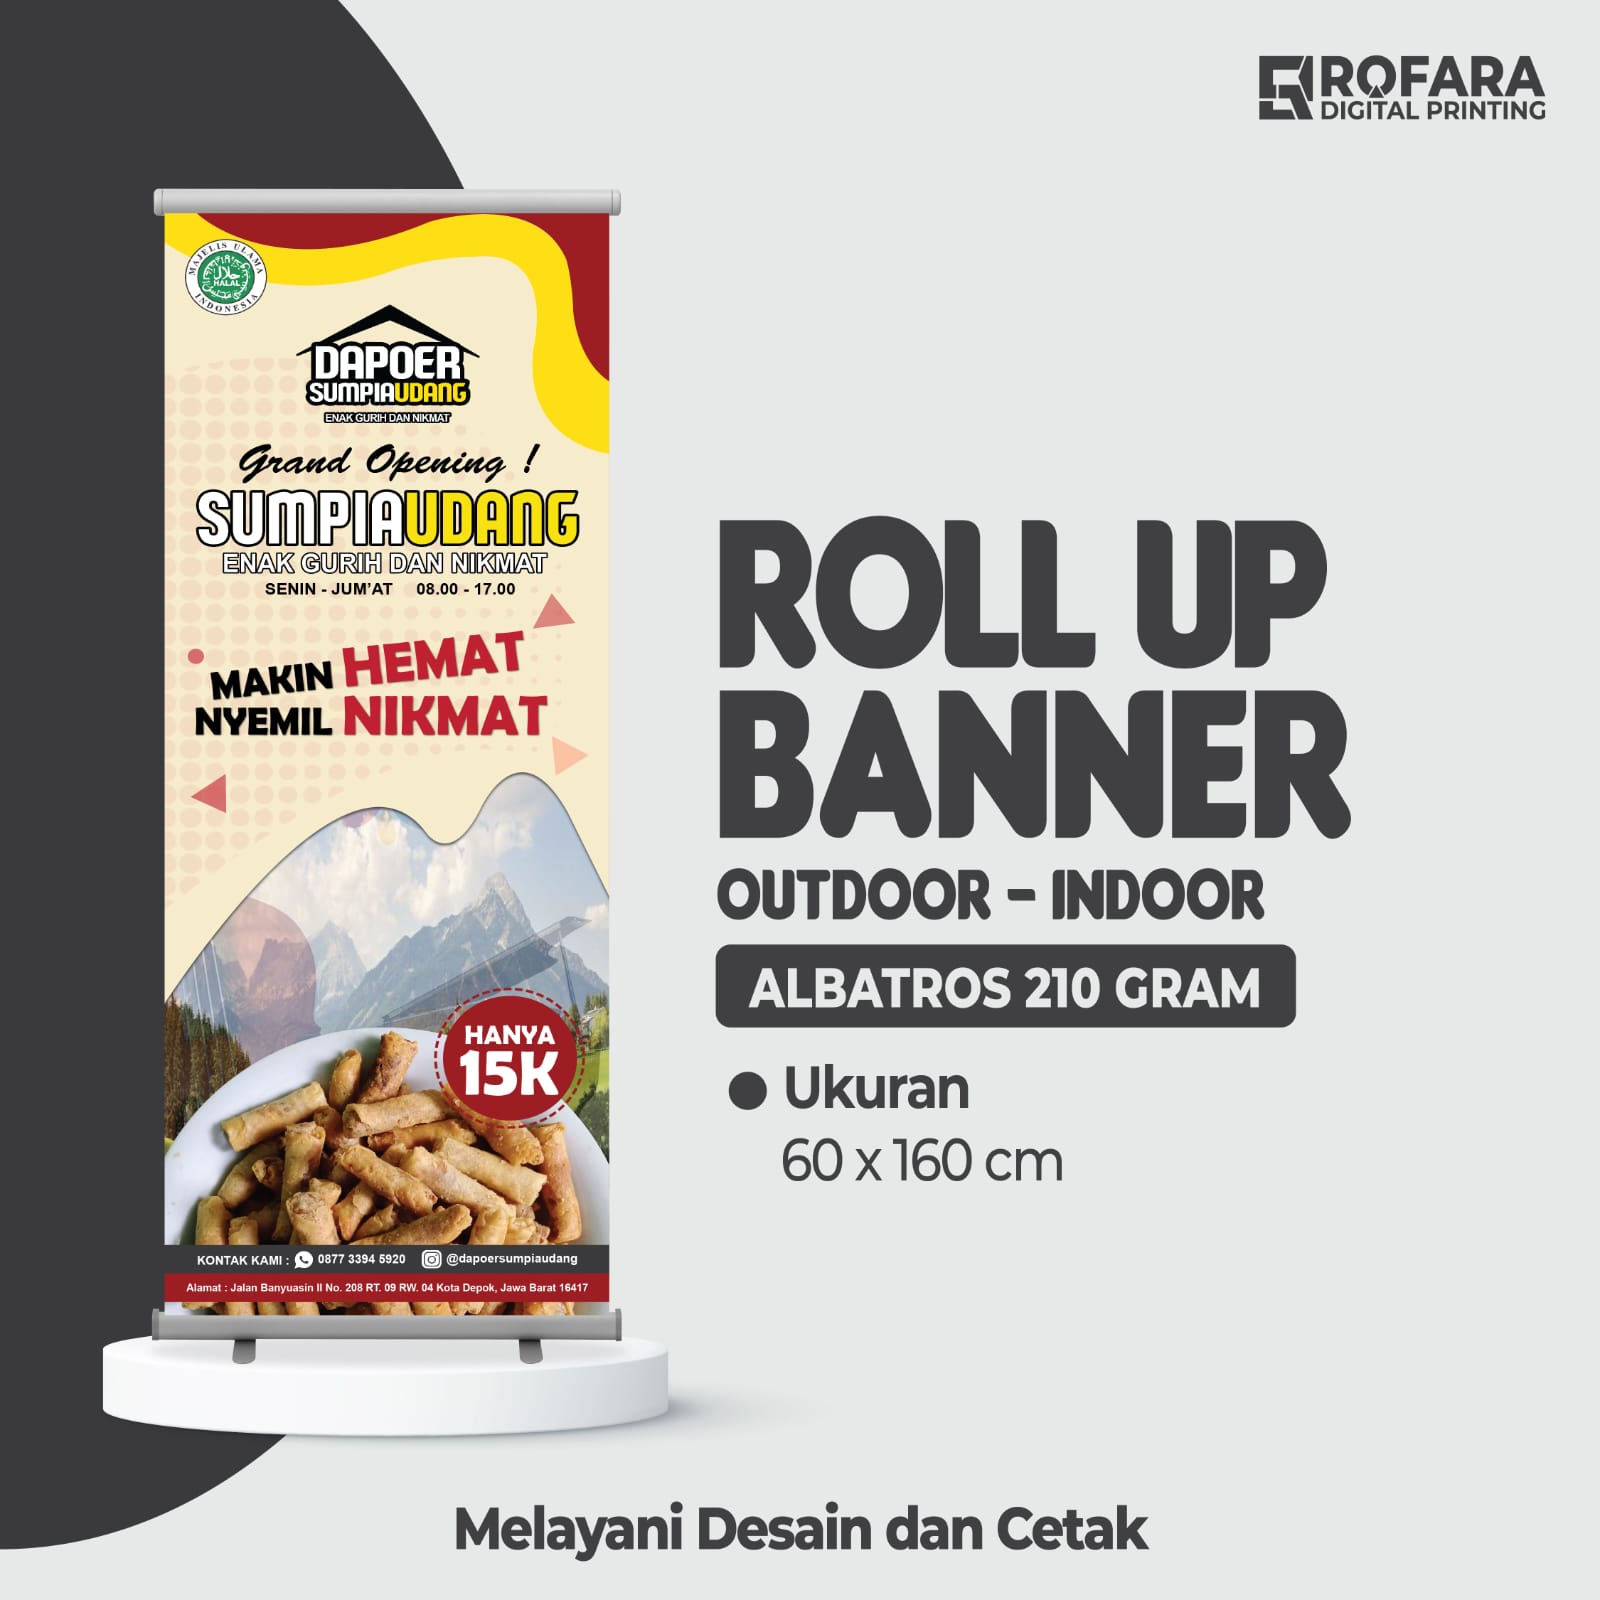 ROFARA
DIGITAL PRINTING
MAJELIS ULAMA
حلال
HALAL
INDONESIA
DAPOER
SUMPIAUDANG
ENAK GURIH DAN NIKMAT
Grand Opening !
SUMPIAUDANG
ENAK GURIH DAN NIKMAT
SENIN - JUM'AT 08.00 - 17.00
MAKIN HEMAT
NYEMIL NIKMAT
HANYA
15K
KONTAK KAMI : 0877 3394 5920 @dapoersumpiaudang
Alamat : Jalan Banyuasin II No. 208 RT. 09 RW. 04 Kota Depok, Jawa Barat 16417
ROLL UP
BANNER
OUTDOOR - INDOOR
ALBATROS 210 GRAM
● Ukuran
60 x 160 cm
Melayani Desain dan Cetak